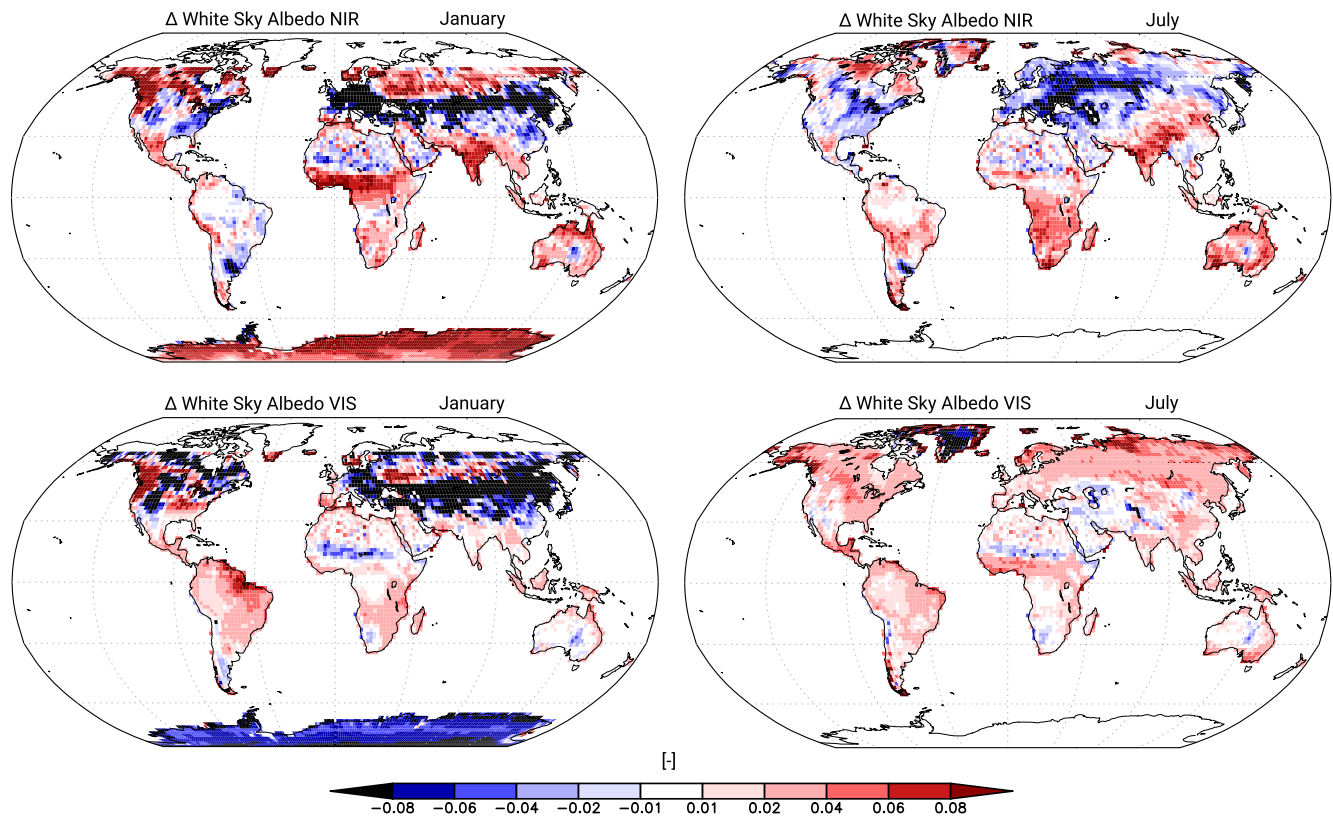 Δ White Sky Albedo NIR January
Δ White Sky Albedo NIR July
Δ White Sky Albedo VIS January
Δ White Sky Albedo VIS July
[-]
−0.08 −0.06 −0.04 −0.02 −0.01 0.01 0.02 0.04 0.06 0.08